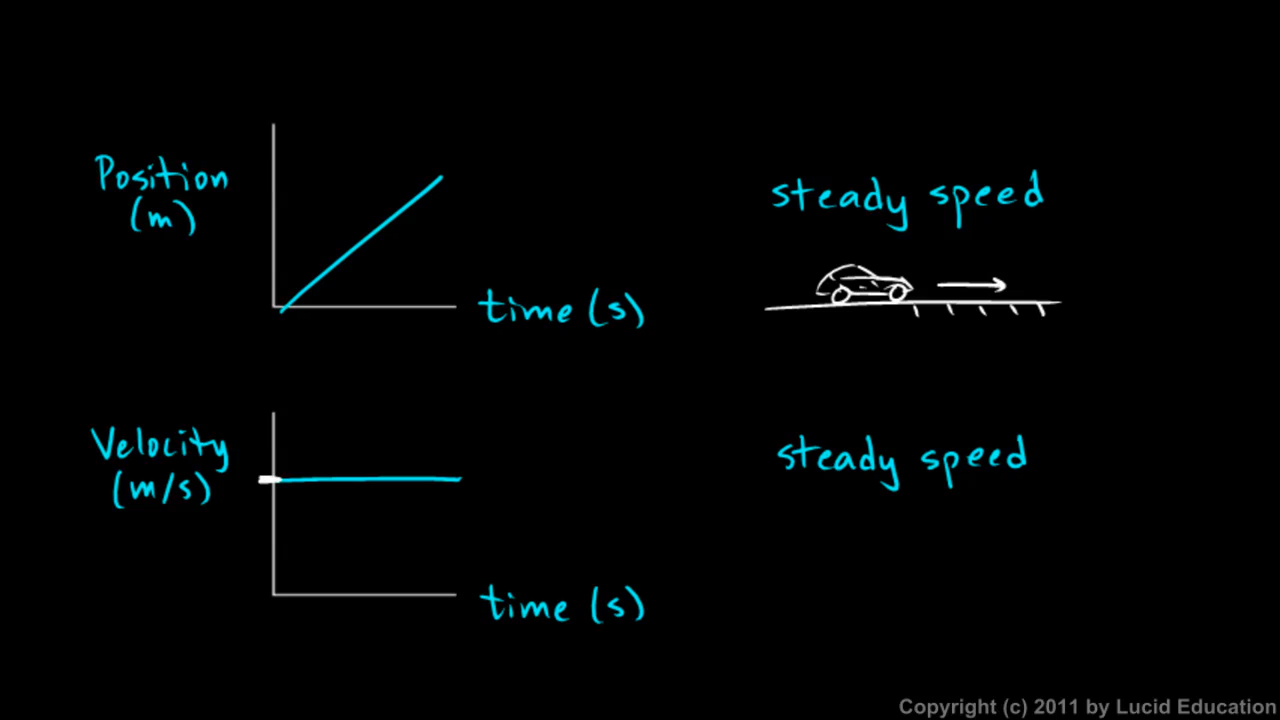 Position
(m)
time (s)
steady speed
Velocity
(m/s)
time (s)
steady speed
Copyright (c) 2011 by Lucid Education